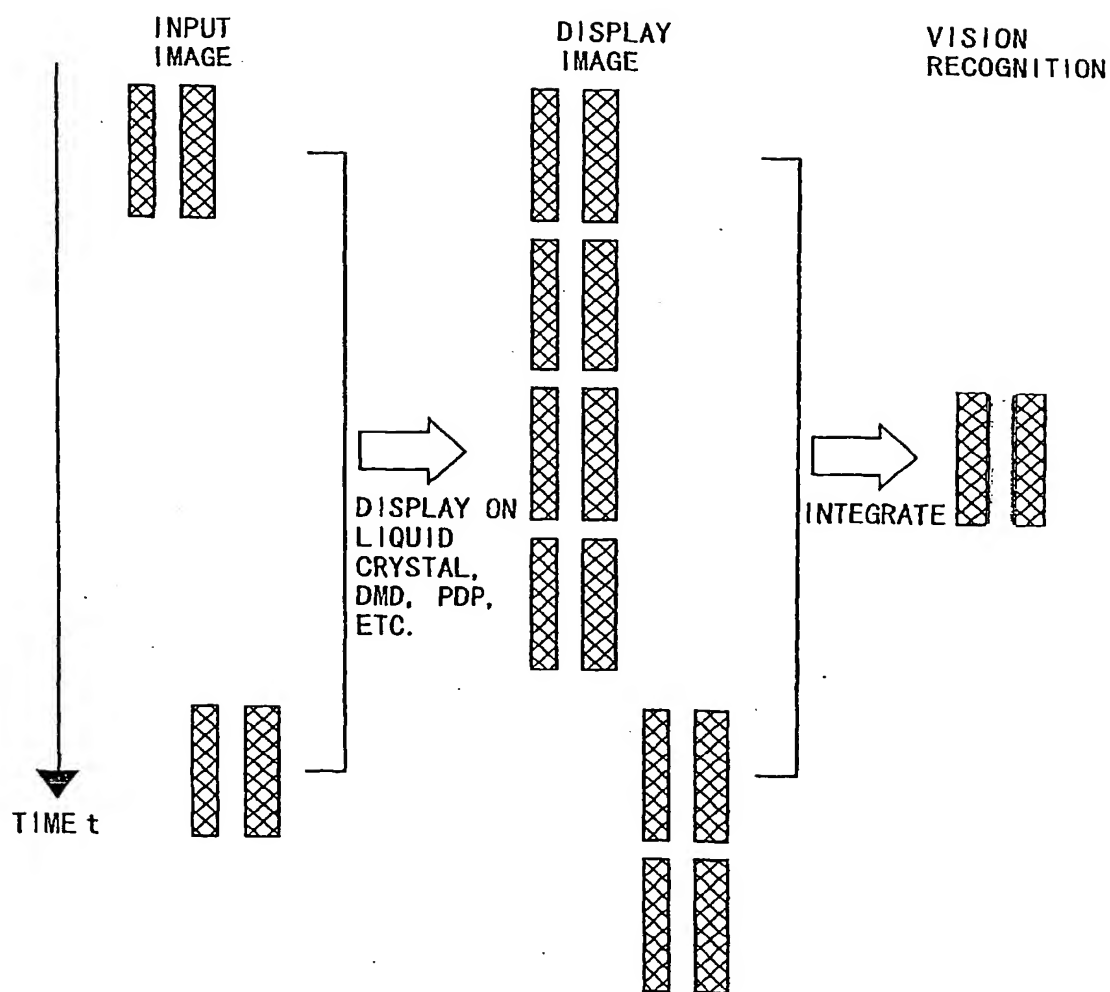 INPUT
IMAGE
DISPLAY
IMAGE
VISION
RECOGNITION
DISPLAY ON
LIQUID
CRYSTAL,
DMD, PDP,
ETC.
INTEGRATE
TIME t